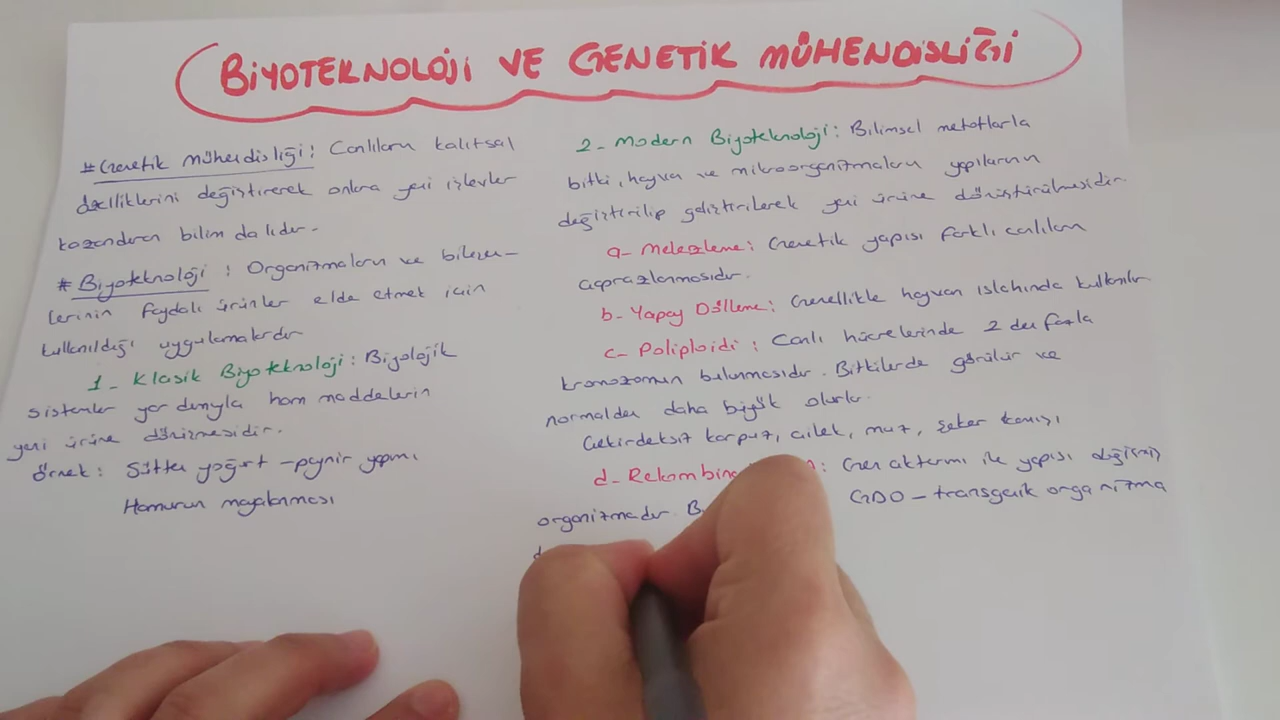 BİYOTEKNOLOJİ VE GENETİK MÜHENDİSLİĞİ
# Genetik Mühendisliği : Canlıların kalıtsal
özelliklerini değiştirerek onlara yeni işlevler
kazandıran bilim dalıdır.
# Biyoteknoloji : Organizmaların ve bileşen-
lerinin faydalı ürünler elde etmek için
kullanıldığı uygulamalardır
1- Klasik Biyoteknoloji : Biyolojik
sistemler yardımıyla ham maddelerin
yeni ürüne dönüşmesidir.
örnek : Sütten yoğurt - peynir yapımı
Hamurun mayalanması
2- Modern Biyoteknoloji : Bilimsel metotlarla
bitki, hayvan ve mikroorganizmaların yapılarının
değiştirilip geliştirilerek yeni ürüne dönüştürülmesidir.
a- Melezleme : Genetik yapısı farklı canlıların
çaprazlanmasıdır.
b- Yapay Dölleme : Genellikle hayvan ıslahında kullanılır.
c- Poliploidi : Canlı hücrelerinde 2 den fazla
kromozomun bulunmasıdır. Bitkilerde görülür ve
normalden daha büyük olurlar.
Çekirdeksiz karpuz, çilek, muz, şeker kamışı
d- : Gen aktarımı ile yapısı değişmiş
organizmadır. GDO - transgenik organizma